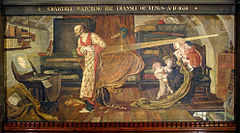 CRABTREE WATCHING THE TRANSIT OF VENUS A.D. 1639